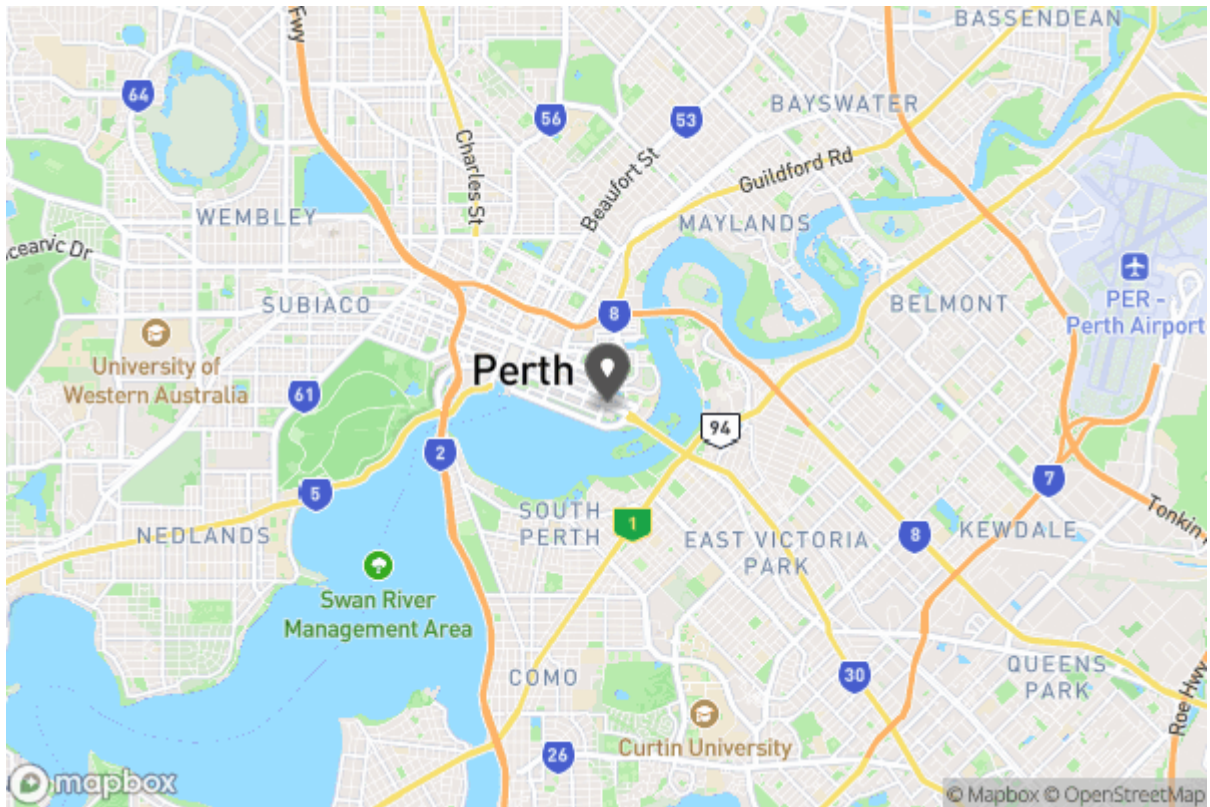 BASSENDEAN
Fwy
64
BAYSWATER
56
53
Charles St
Beaufort St
Guildford Rd
WEMBLEY
MAYLANDS
Oceanic Dr
SUBIACO
8
BELMONT
PER -
Perth Airport
University of
Western Australia
Perth
61
94
2
5
7
NEDLANDS
SOUTH
PERTH
1
EAST VICTORIA
PARK
8
KEWDALE
Tonkin
Swan River
Management Area
COMO
30
QUEENS
PARK
Roe Hwy
Curtin University
26
mapbox
© Mapbox © OpenStreetMap